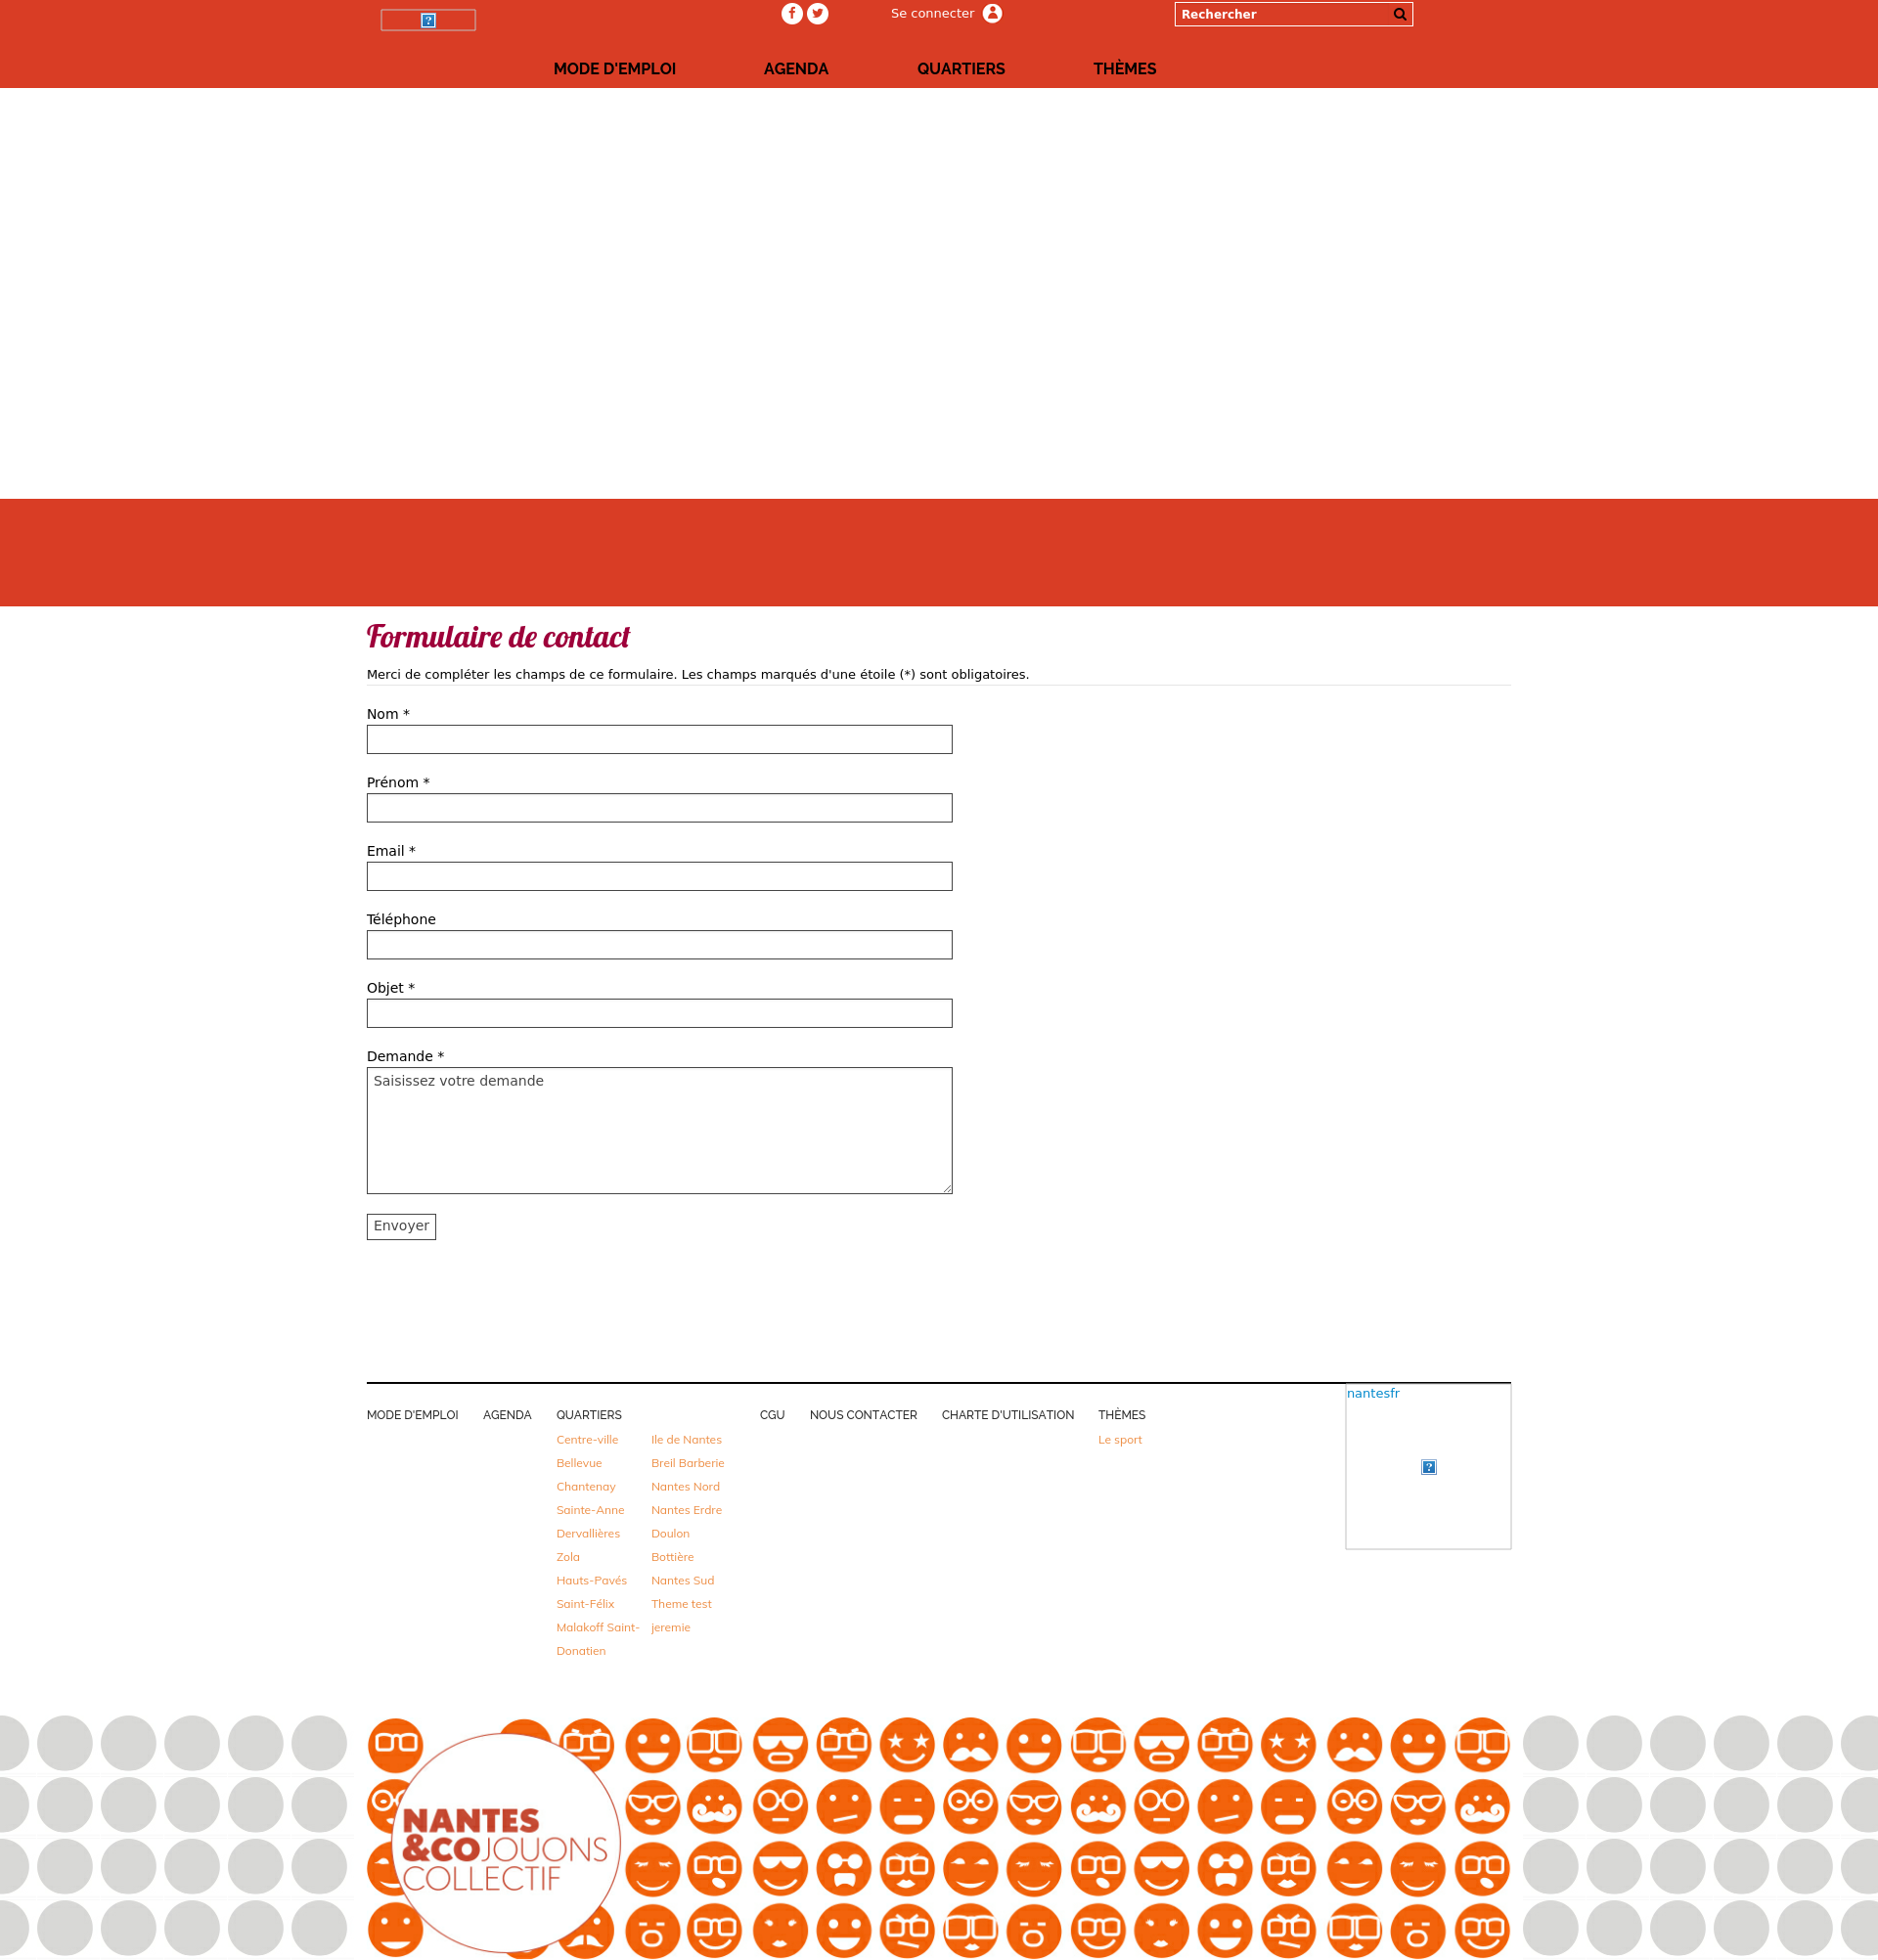 Se connecter
Rechercher
MODE D'EMPLOI
AGENDA
QUARTIERS
THÈMES
Formulaire de contact
Merci de compléter les champs de ce formulaire. Les champs marqués d'une étoile (*) sont obligatoires.
Nom *
Prénom *
Email *
Téléphone
Objet *
Demande *
Saisissez votre demande
Envoyer
MODE D'EMPLOI
AGENDA
QUARTIERS
Centre-ville
Bellevue
Chantenay
Sainte-Anne
Dervallières
Zola
Hauts-Pavés
Saint-Félix
Malakoff Saint-
Donatien
Ile de Nantes
Breil Barberie
Nantes Nord
Nantes Erdre
Doulon
Bottière
Nantes Sud
Theme test
jeremie
CGU
NOUS CONTACTER
CHARTE D'UTILISATION
THÈMES
Le sport
nantesfr
NANTES
&CO JOUONS
COLLECTIF